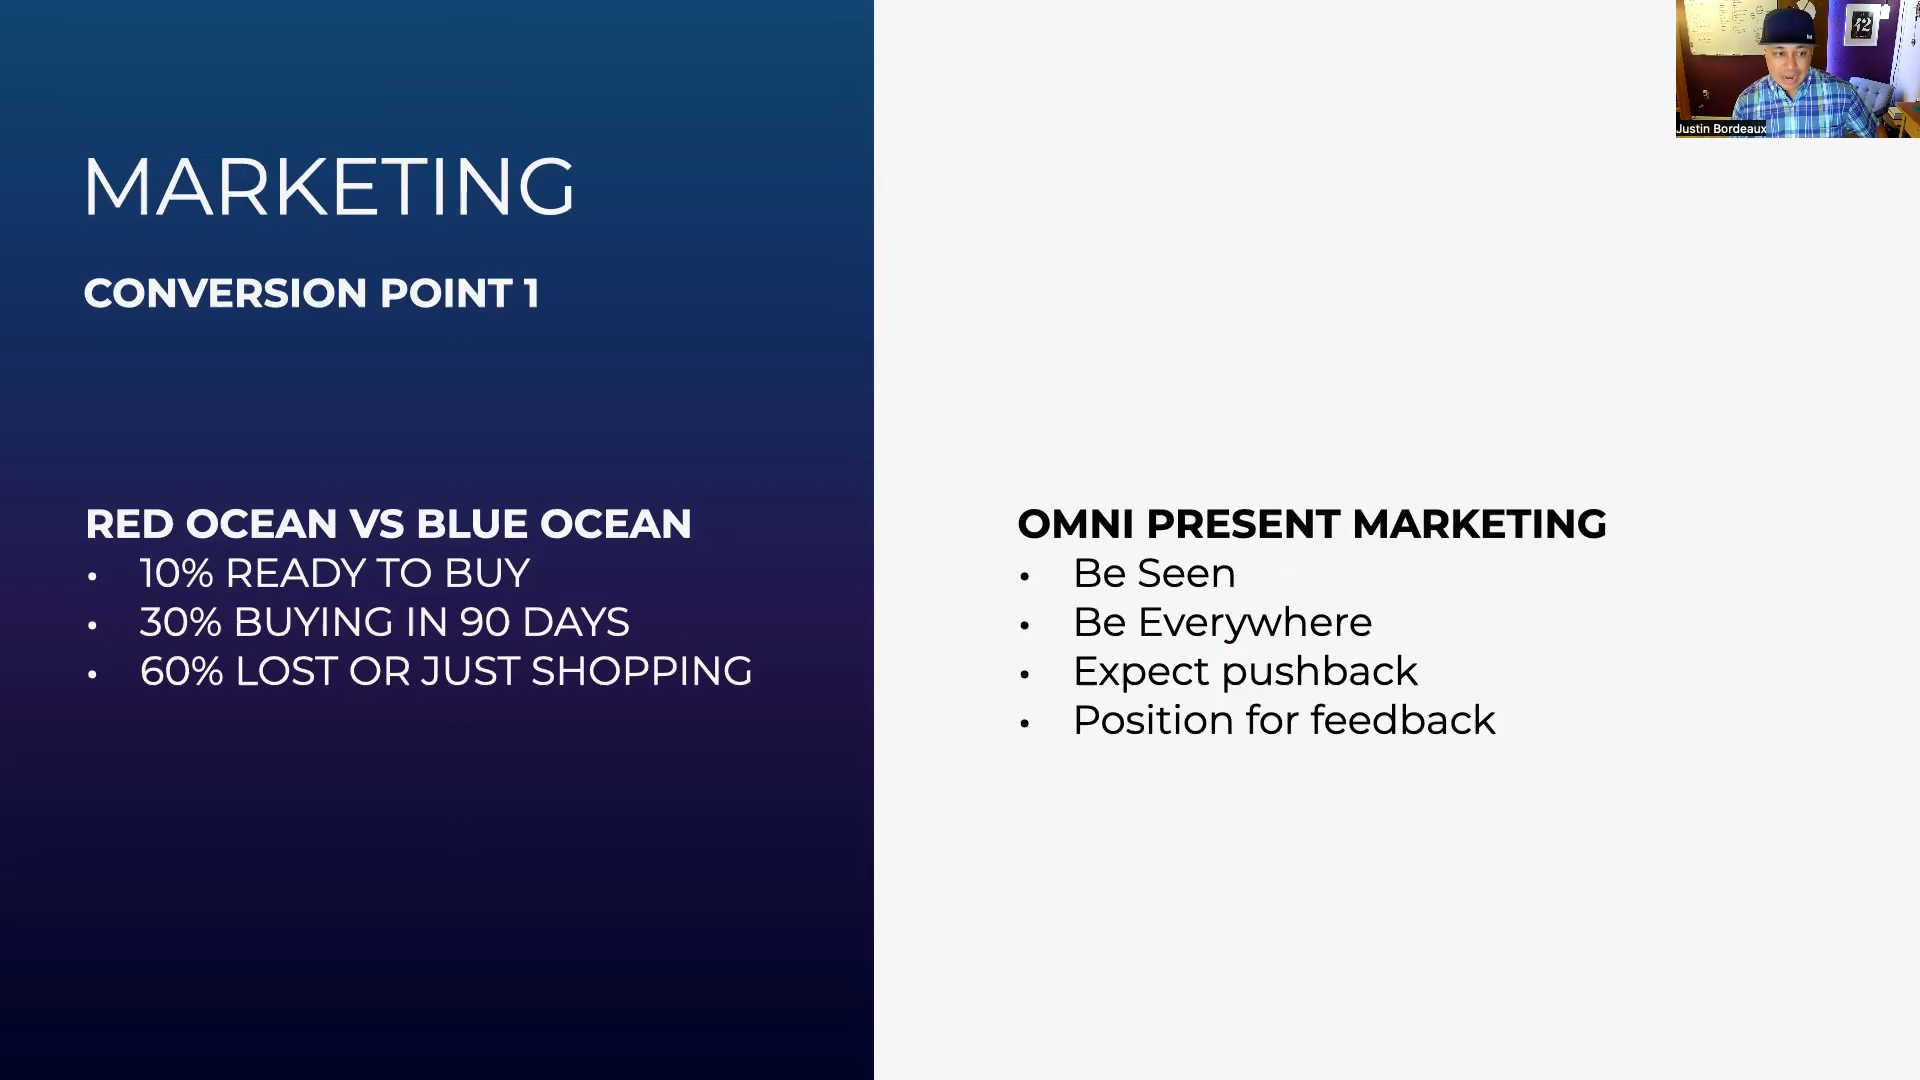 MARKETING
CONVERSION POINT 1
RED OCEAN VS BLUE OCEAN
• 10% READY TO BUY
• 30% BUYING IN 90 DAYS
• 60% LOST OR JUST SHOPPING
OMNI PRESENT MARKETING
• Be Seen
• Be Everywhere
• Expect pushback
• Position for feedback
42
Justin Bordeaux